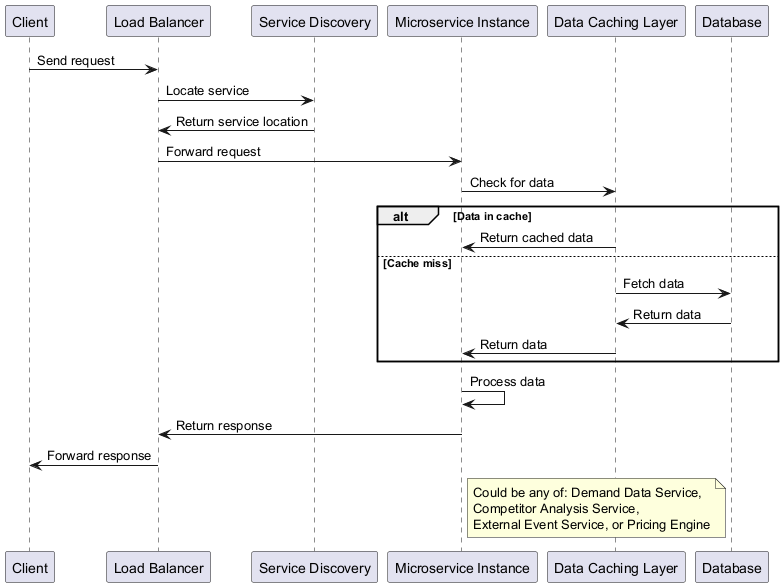 Client
Load Balancer
Service Discovery
Microservice Instance
Data Caching Layer
Database
Send request
Locate service
Return service location
Forward request
Check for data
alt
[Data in cache]
Return cached data
[Cache miss]
Fetch data
Return data
Return data
Process data
Return response
Forward response
Could be any of: Demand Data Service,
Competitor Analysis Service,
External Event Service, or Pricing Engine
Client
Load Balancer
Service Discovery
Microservice Instance
Data Caching Layer
Database